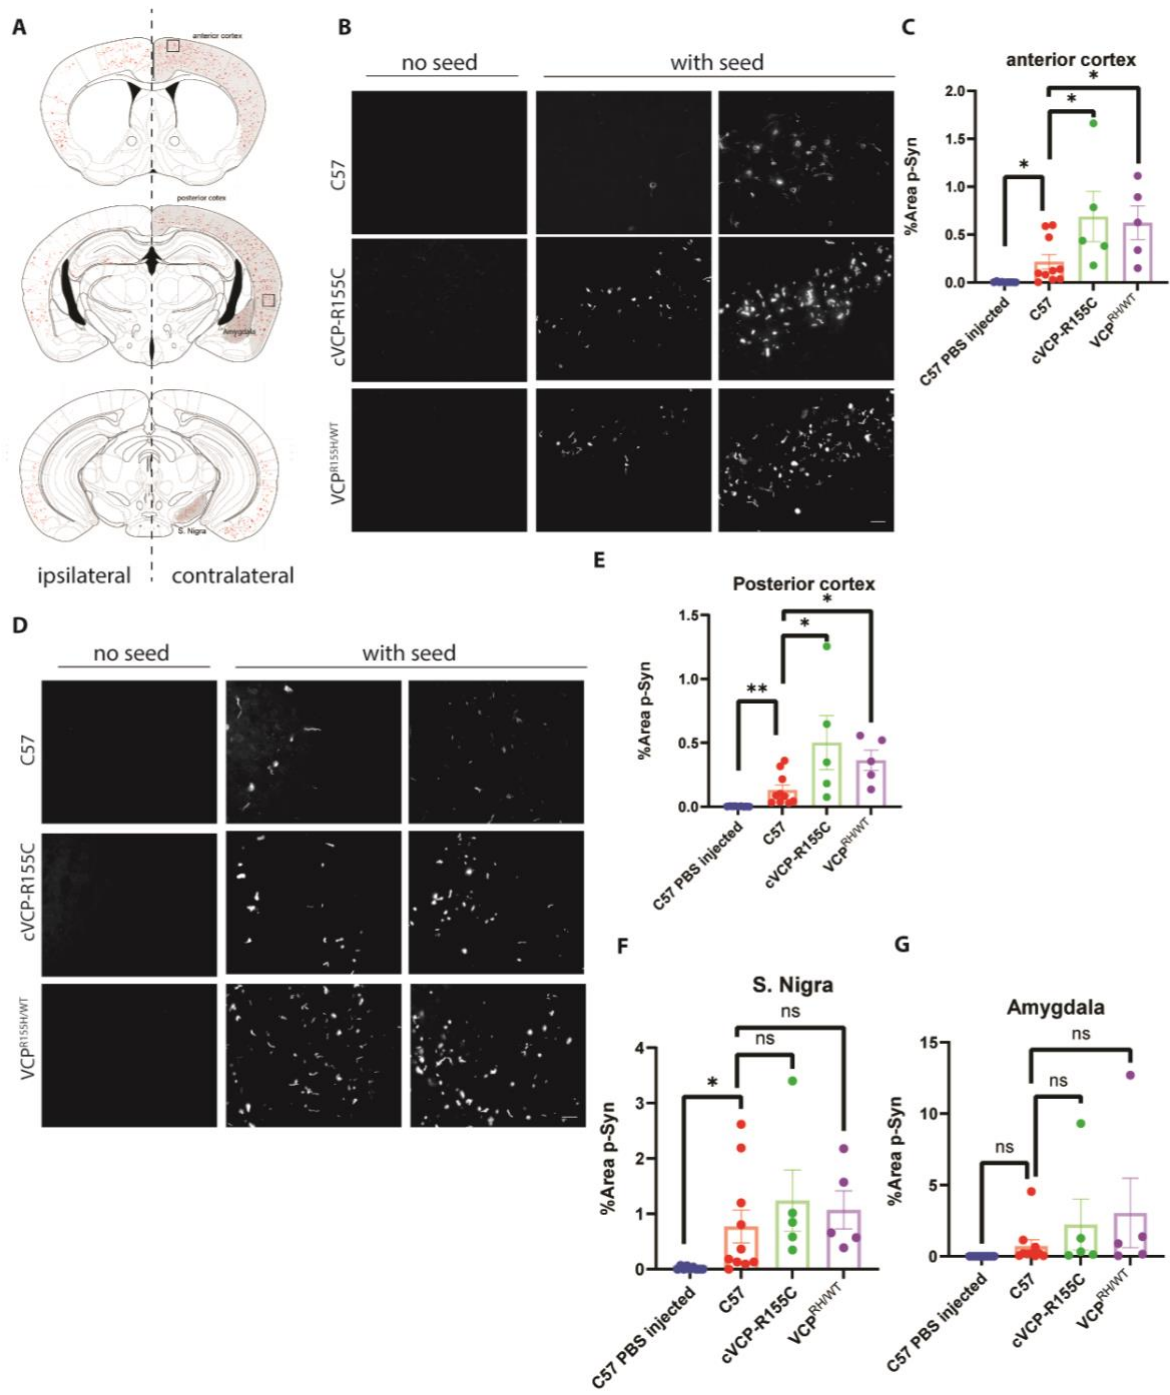 A
anterior cortex
posterior cotex
Amygdala
S. Nigra
ipsilateral
contralateral
B
no seed
with seed
C57
cVCP-R155C
VCPR155H/WT
C
anterior cortex
*
*
*
%Area p-Syn
2.0
1.5
1.0
0.5
0.0
C57 PBS injected
C57
cVCP-R155C
VCPRH/WT
D
no seed
with seed
C57
cVCP-R155C
VCPR155H/WT
E
Posterior cortex
*
*
**
%Area p-Syn
1.5
1.0
0.5
0.0
C57 PBS injected
C57
cVCP-R155C
VCPRH/WT
F
S. Nigra
ns
ns
*
%Area p-Syn
4
3
2
1
0
C57 PBS injected
C57
cVCP-R155C
VCPRH/WT
G
Amygdala
ns
ns
ns
%Area p-Syn
15
10
5
0
C57 PBS injected
C57
cVCP-R155C
VCPRH/WT